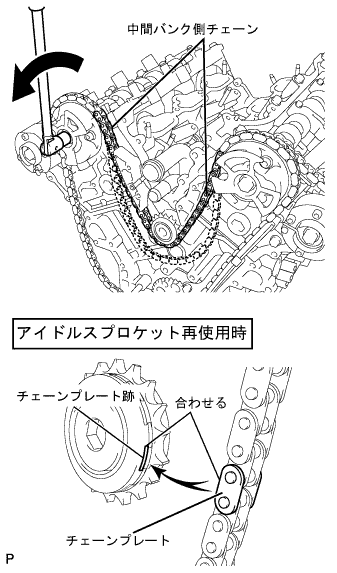 中間バンク側チェーン
アイドルスプロケット再使用時
チェーンプレート跡
合わせる
チェーンプレート
P